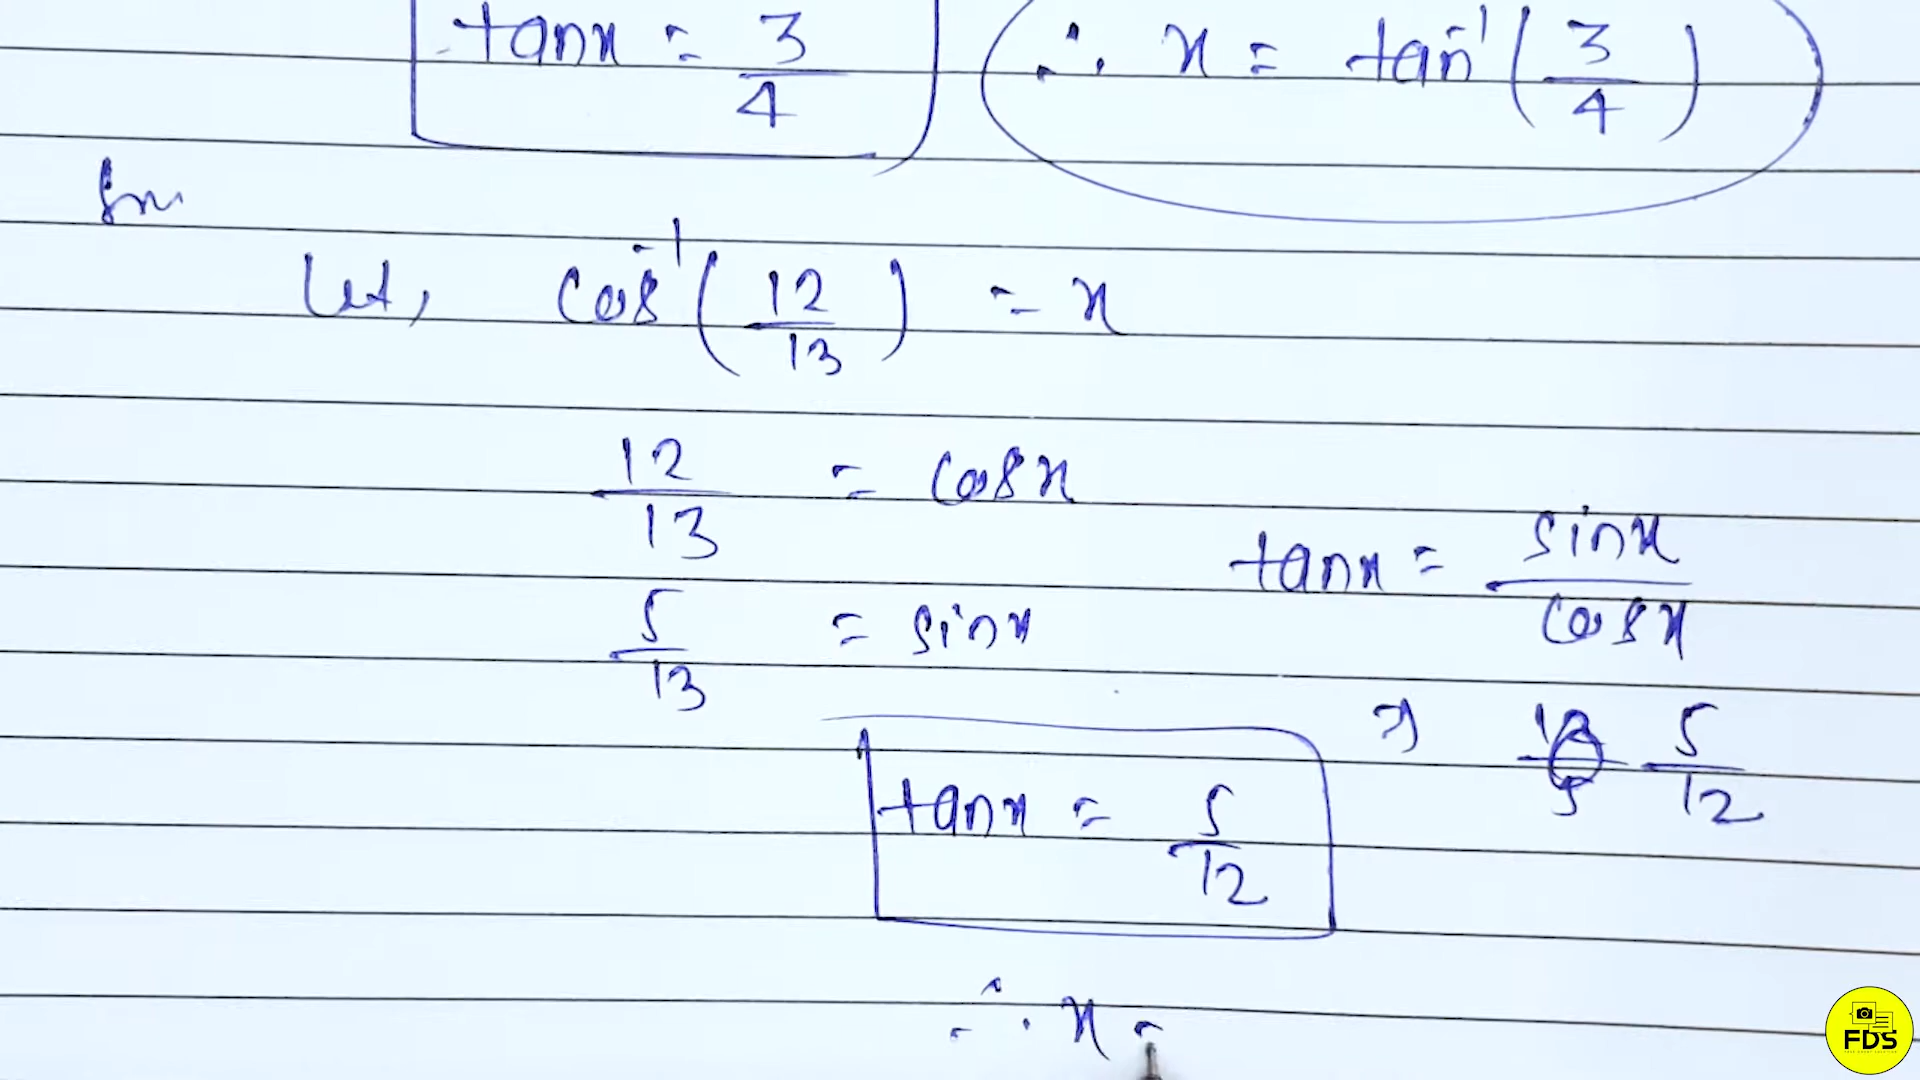 tanx = 3/4 ∴ x = tan⁻¹(3/4)
Let, cos⁻¹(12/13) = x
12/13 = cosx
tanx = sinx/cosx
5/13 = sinx
⇒ 5/12
tanx = 5/12
∴ x =
FDS